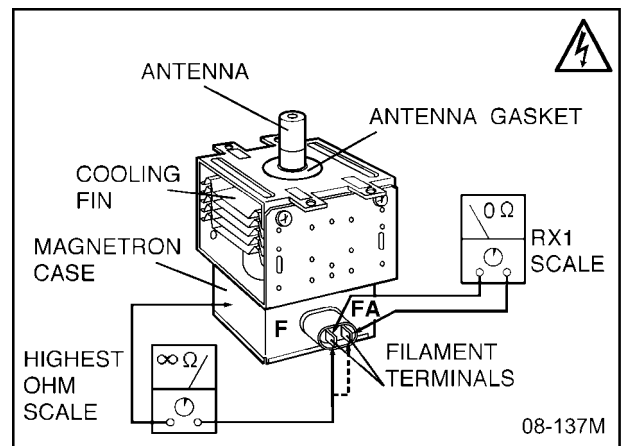 ANTENNA
ANTENNA GASKET
COOLING
FIN
0 Ω
RX1
SCALE
MAGNETRON
CASE
F
FA
HIGHEST
OHM
SCALE
∞ Ω
FILAMENT
TERMINALS
08-137M